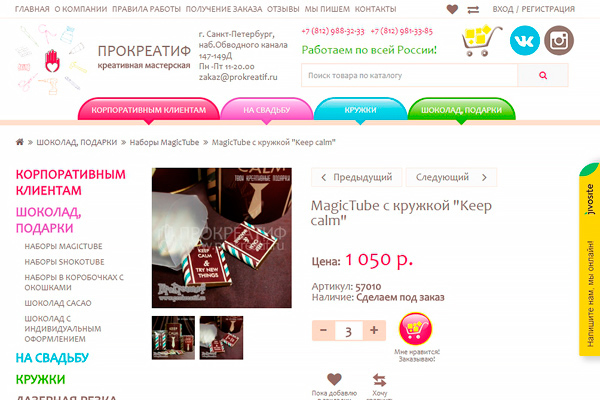 ГЛАВНАЯ О КОМПАНИИ ПРАВИЛА РАБОТЫ ПОЛУЧЕНИЕ ЗАКАЗА ОТЗЫВЫ МЫ ПИШЕМ КОНТАКТЫ
ВХОД / РЕГИСТРАЦИЯ
ПРОКРЕАТИФ
креативная мастерская
г. Санкт-Петербург,
наб.Обводного канала
147-149Д
Пн -Пт 11-20.00
zakaz@prokreatif.ru
+7 (812) 988-32-33 +7 (812) 981-33-85
Работаем по всей России!
Поиск товара по каталогу
КОРПОРАТИВНЫМ КЛИЕНТАМ
НА СВАДЬБУ
КРУЖКИ
ШОКОЛАД, ПОДАРКИ
» ШОКОЛАД, ПОДАРКИ » Наборы MagicTube » MagicTube с кружкой "Keep calm"
КОРПОРАТИВНЫМ
КЛИЕНТАМ
ШОКОЛАД,
ПОДАРКИ
НАБОРЫ MAGICTUBE
НАБОРЫ SHOKOTUBE
НАБОРЫ В КОРОБОЧКАХ С
ОКОШКАМИ
ШОКОЛАД CACAO
ШОКОЛАД С
ИНДИВИДУАЛЬНЫМ
ОФОРМЛЕНИЕМ
НА СВАДЬБУ
КРУЖКИ
ЛАЗЕРНАЯ РЕЗКА
CALM
ПРОКРЕАТИФ
KEEP
CALM
&
TRY NEW
THINGS
Предыдущий
Следующий
MagicTube с кружкой "Keep
calm"
Цена: 1 050 р.
Артикул: 57010
Наличие: Сделаем под заказ
– 3 +
Мне нравится!
Заказываю!
Пока добавлю
Хочу
jivosite
Напишите нам, мы онлайн!